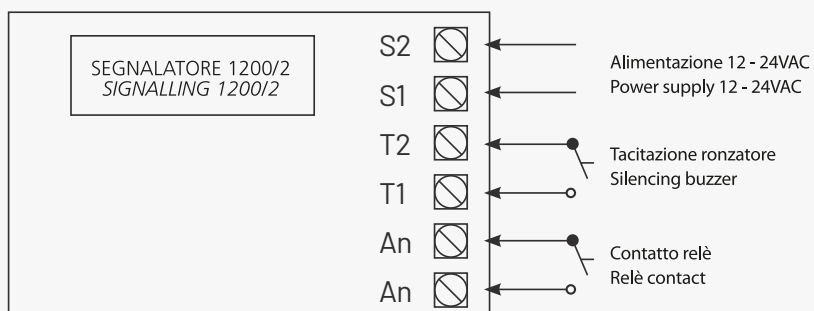 SEGNALATORE 1200/2
SIGNALLING 1200/2
S2
S1
T2
T1
An
An
Alimentazione 12 - 24VAC
Power supply 12 - 24VAC
Tacitazione ronzatore
Silencing buzzer
Contatto relè
Relè contact